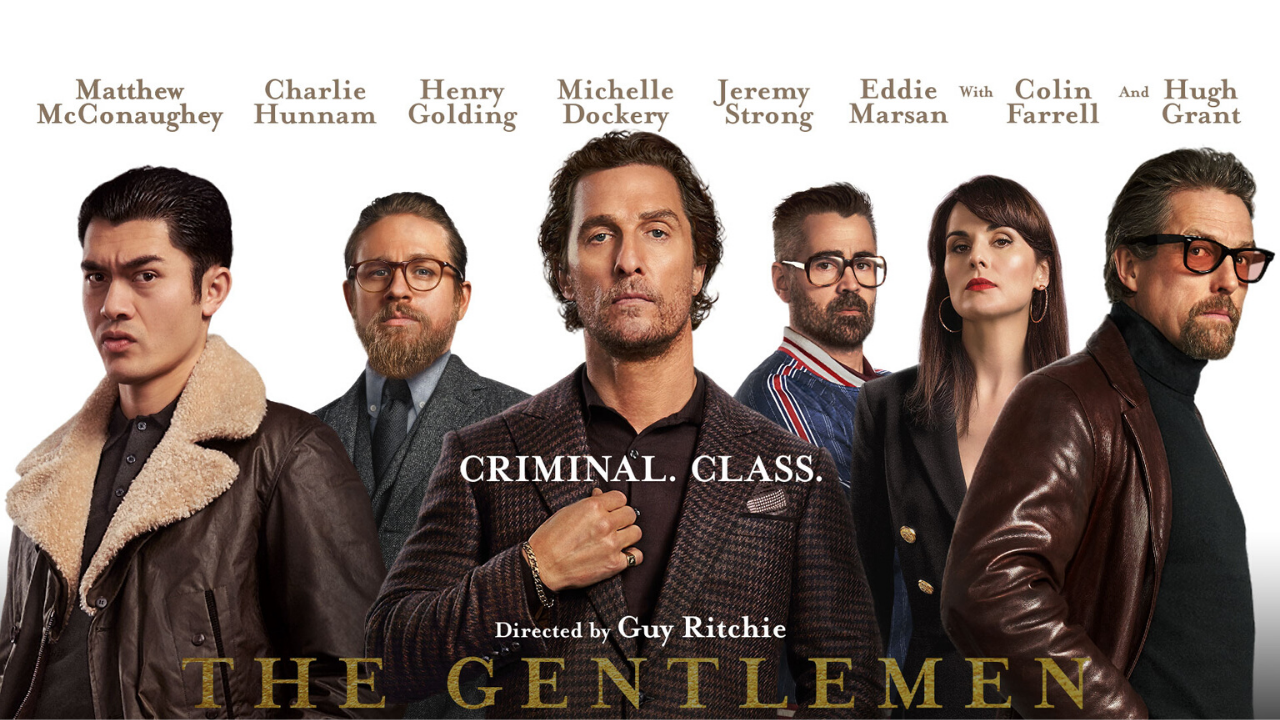 Matthew McConaughey
Charlie Hunnam
Henry Golding
Michelle Dockery
Jeremy Strong
Eddie Marsan
With Colin Farrell
And Hugh Grant
CRIMINAL. CLASS.
Directed by Guy Ritchie
THE GENTLEMEN